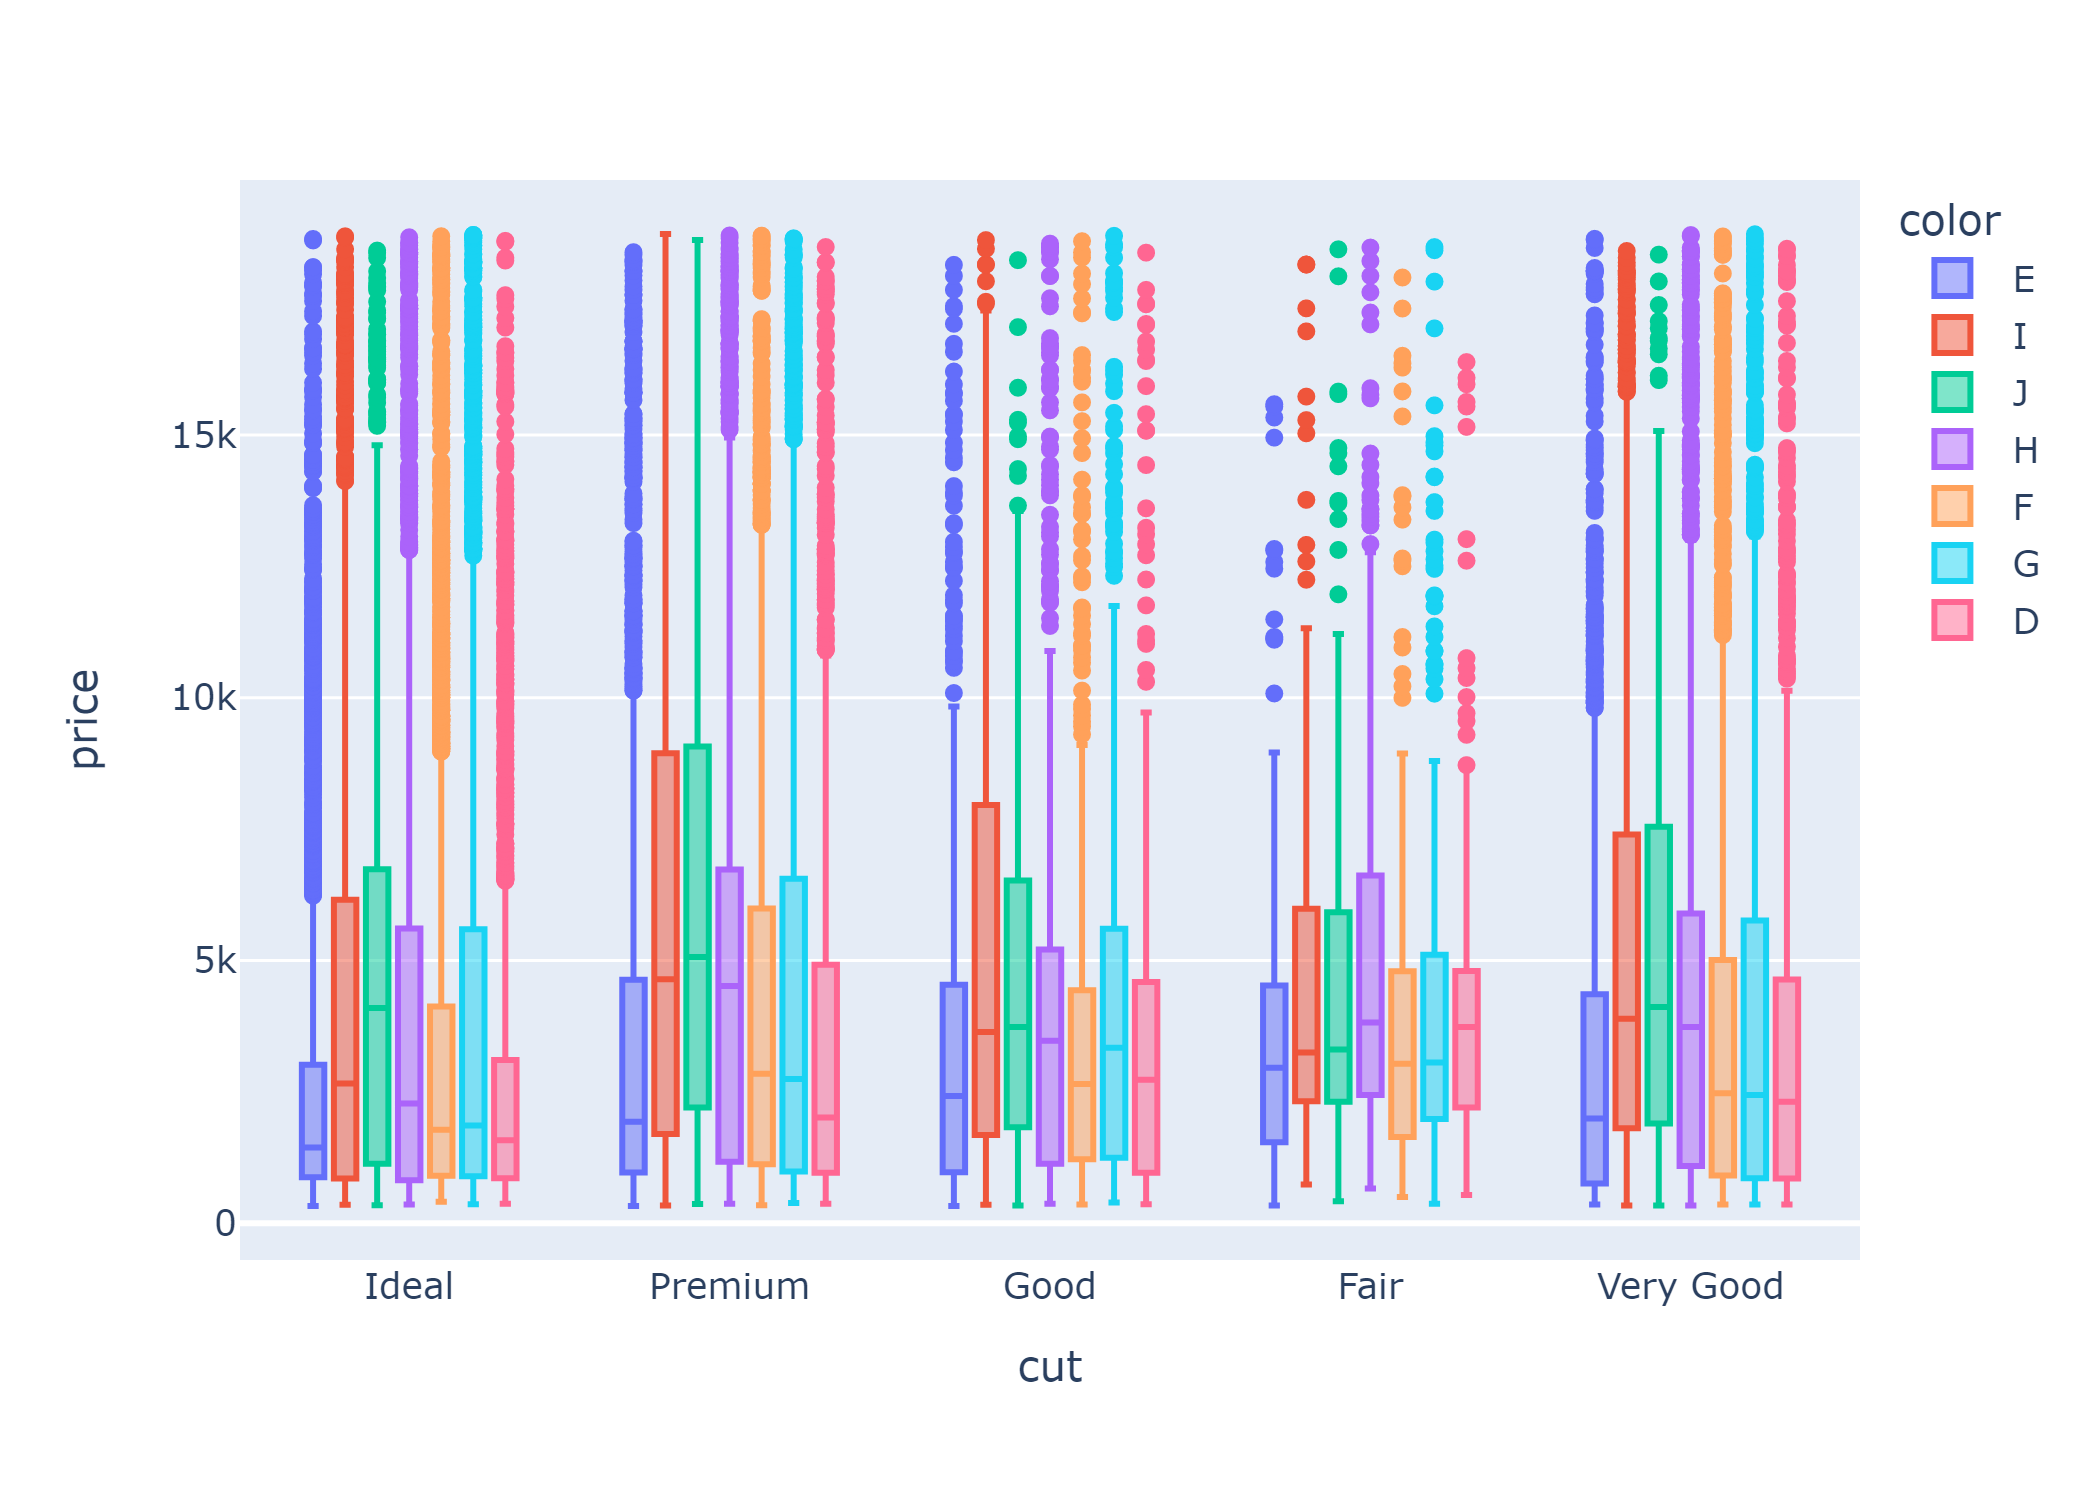 color
E
I
J
H
F
G
D
15k
10k
5k
0
price
Ideal
Premium
Good
Fair
Very Good
cut